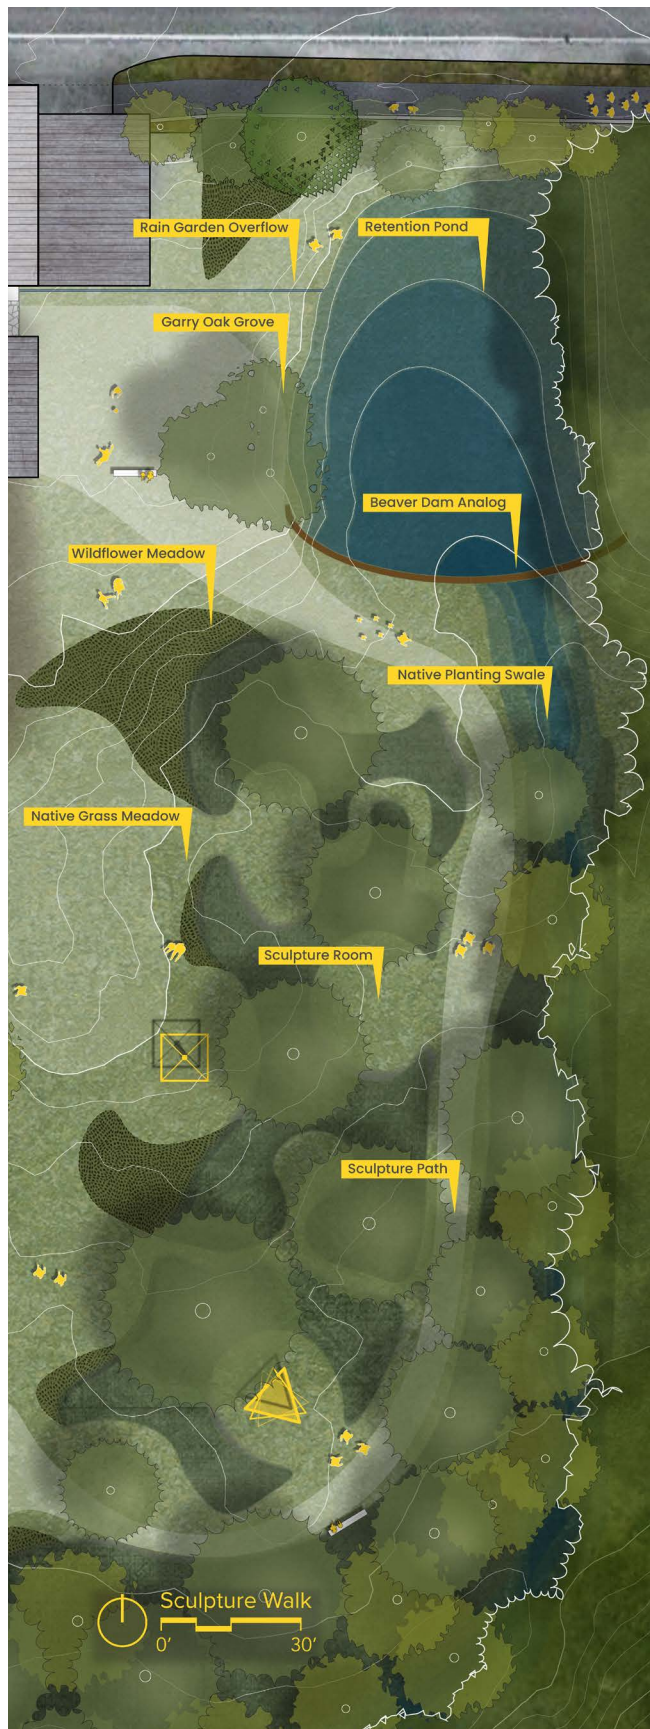 Rain Garden Overflow
Retention Pond
Garry Oak Grove
Beaver Dam Analog
Wildflower Meadow
Native Planting Swale
Native Grass Meadow
Sculpture Room
Sculpture Path
Sculpture Walk
0’ 30’